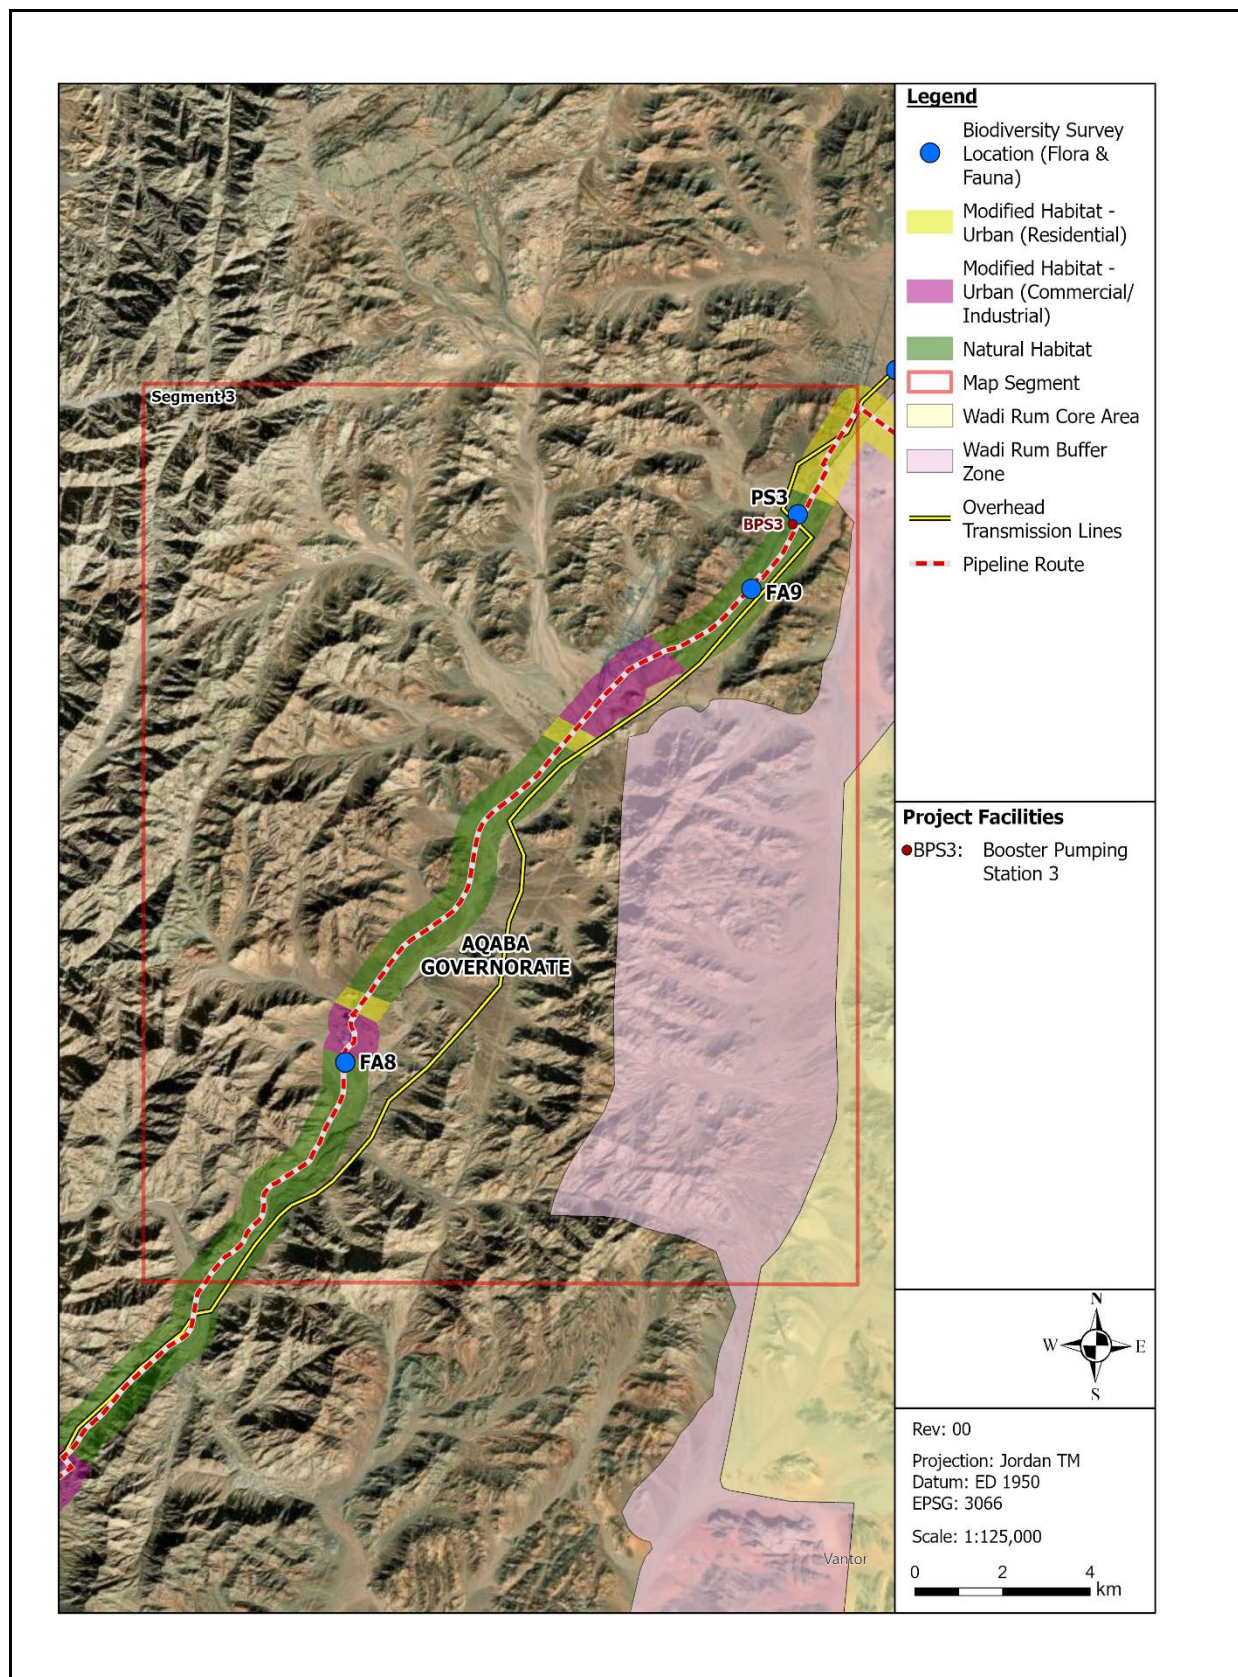 Segment 3
PS3
BPS3
FA9
AQABA
GOVERNORATE
FA8
Vantor
Legend
Biodiversity Survey
Location (Flora &
Fauna)
Modified Habitat -
Urban (Residential)
Modified Habitat -
Urban (Commercial/
Industrial)
Natural Habitat
Map Segment
Wadi Rum Core Area
Wadi Rum Buffer
Zone
Overhead
Transmission Lines
Pipeline Route
Project Facilities
BPS3: Booster Pumping
Station 3
N
W E
S
Rev: 00
Projection: Jordan TM
Datum: ED 1950
EPSG: 3066
Scale: 1:125,000
0 2 4
km